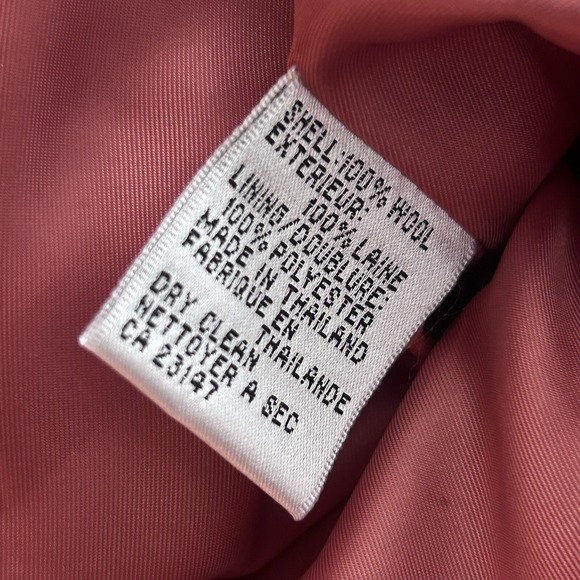 SHELL:100% WOOL
EXTERIEUR:
100% LAINE
LINING/DOUBLURE:
100% POLYESTER
MADE IN THAILAND
FABRIQUE EN
THAILANDE
DRY CLEAN
NETTOYER A SEC
CA 23147